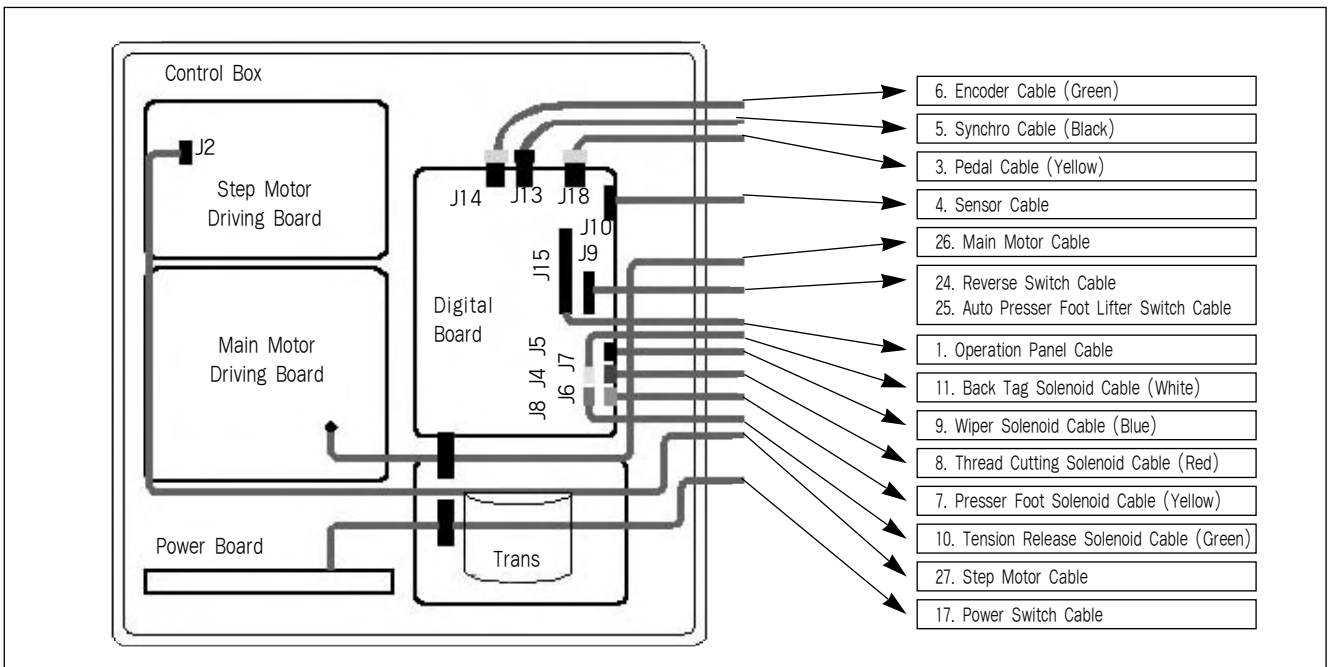 Control Box
J2
Step Motor
Driving Board
Main Motor
Driving Board
Power Board
J14
J13
J18
J10
J9
J15
Digital
Board
J5
J7
J4
J6
J8
Trans
6. Encoder Cable (Green)
5. Synchro Cable (Black)
3. Pedal Cable (Yellow)
4. Sensor Cable
26. Main Motor Cable
24. Reverse Switch Cable
25. Auto Presser Foot Lifter Switch Cable
1. Operation Panel Cable
11. Back Tag Solenoid Cable (White)
9. Wiper Solenoid Cable (Blue)
8. Thread Cutting Solenoid Cable (Red)
7. Presser Foot Solenoid Cable (Yellow)
10. Tension Release Solenoid Cable (Green)
27. Step Motor Cable
17. Power Switch Cable